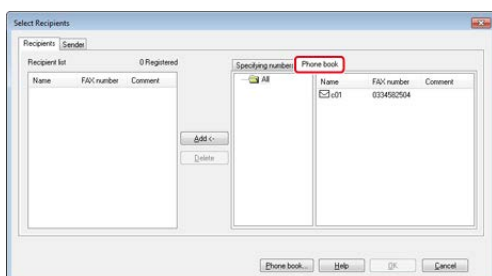 Select Recipients
Recipients Sender
Recipient list 0 Registered
Name FAX number Comment
Add <-
Delete
Specifying numbers Phone book
All
Name FAX number Comment
c01 0334582504
Phone book... Help OK Cancel